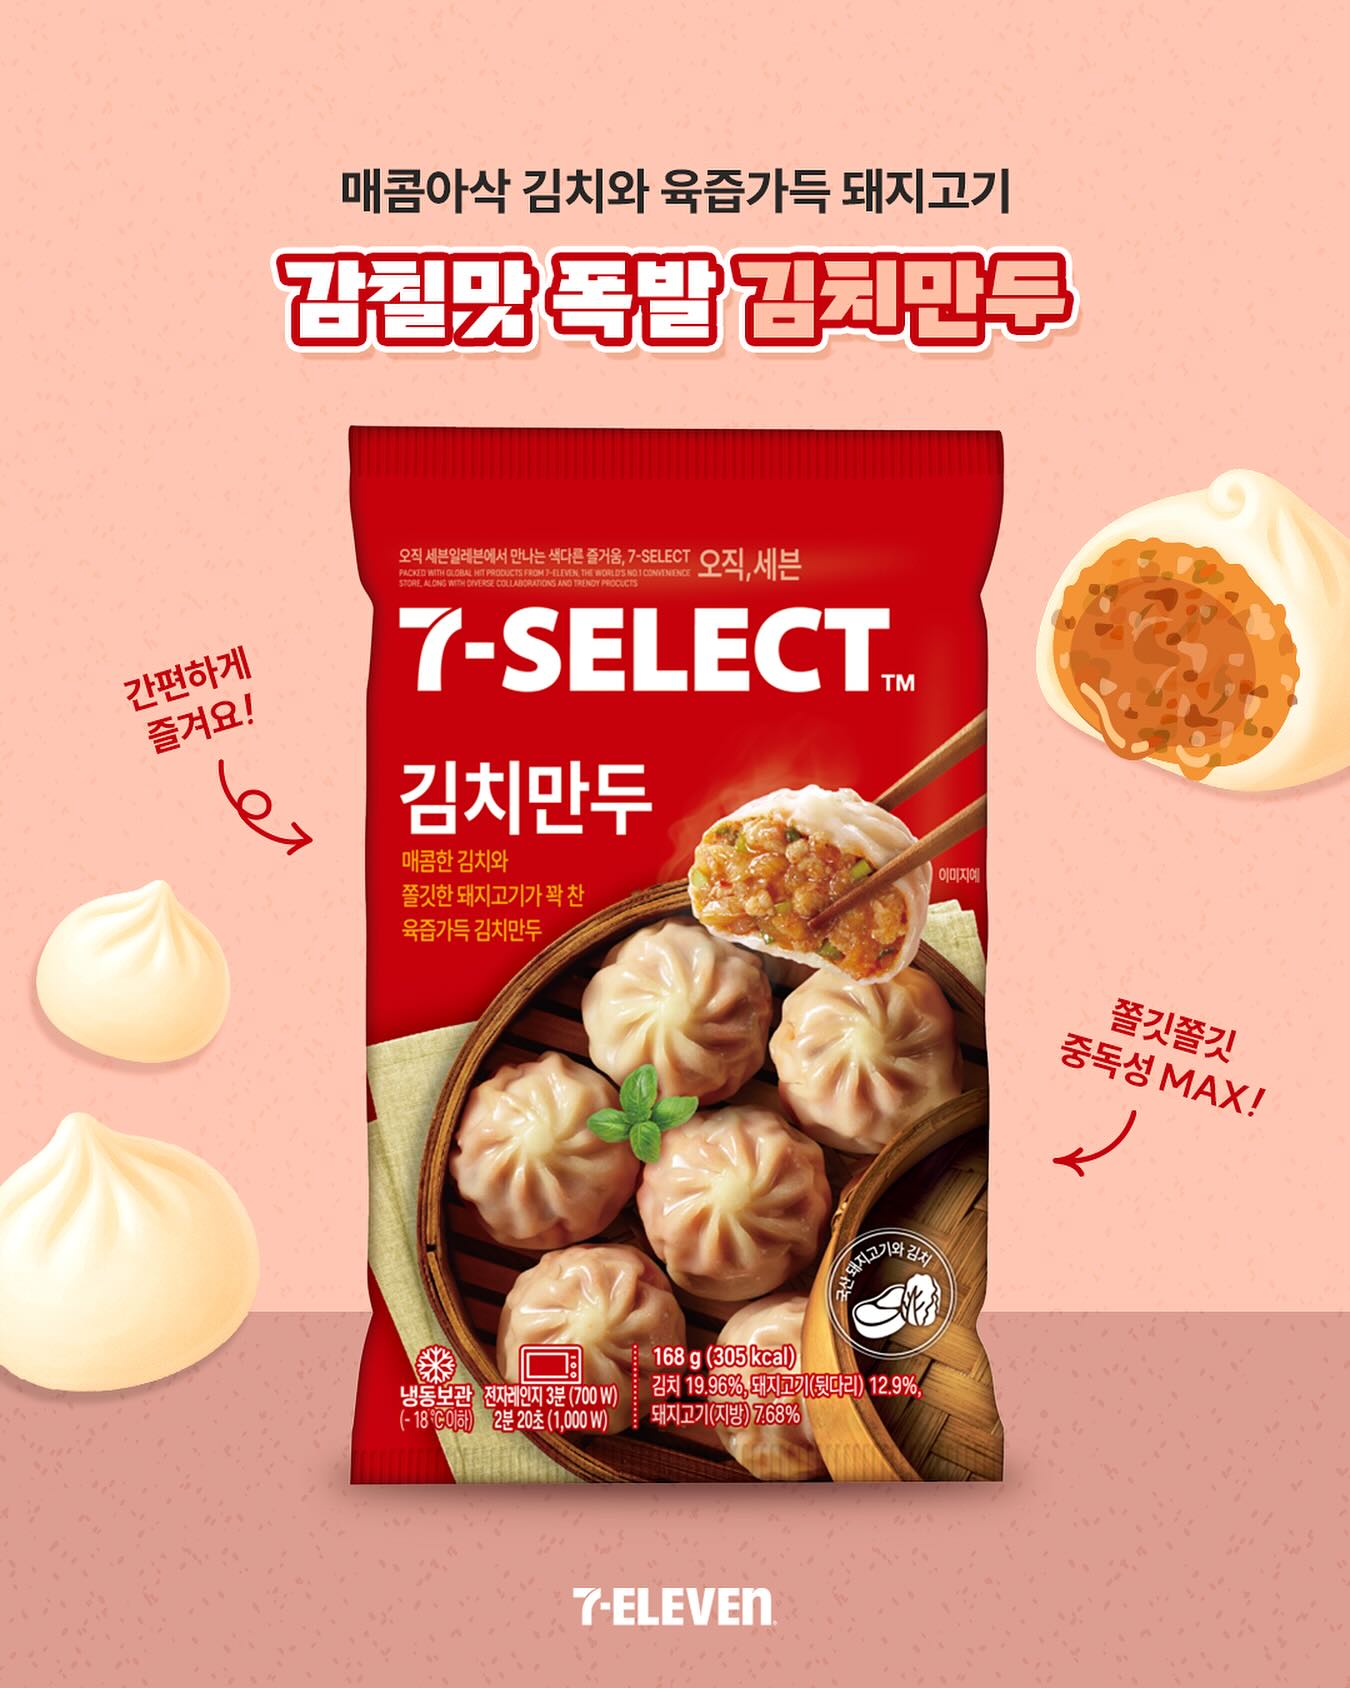 매콤아삭 김치와 육즙가득 돼지고기
감칠맛 폭발 김치만두
오직 세븐일레븐에서 만나는 색다른 즐거움, 7-SELECT
PACKED WITH GLOBAL HIT PRODUCTS FROM 7-ELEVEN, THE WORLD'S NO.1 CONVENIENCE
STORE, ALONG WITH DIVERSE COLLABORATIONS AND TRENDY PRODUCTS
오직, 세븐
7-SELECT™
간편하게
즐겨요!
김치만두
매콤한 김치와
쫄깃한 돼지고기가 꽉 찬
육즙가득 김치만두
이미지예
쫄깃쫄깃
중독성 MAX!
국산 돼지고기와 김치
냉동보관
(-18℃이하)
전자레인지 3분 (700 W)
2분 20초 (1,000 W)
168 g (305 kcal)
김치 19.96%, 돼지고기(뒷다리) 12.9%,
돼지고기(지방) 7.68%
7-ELEVEn